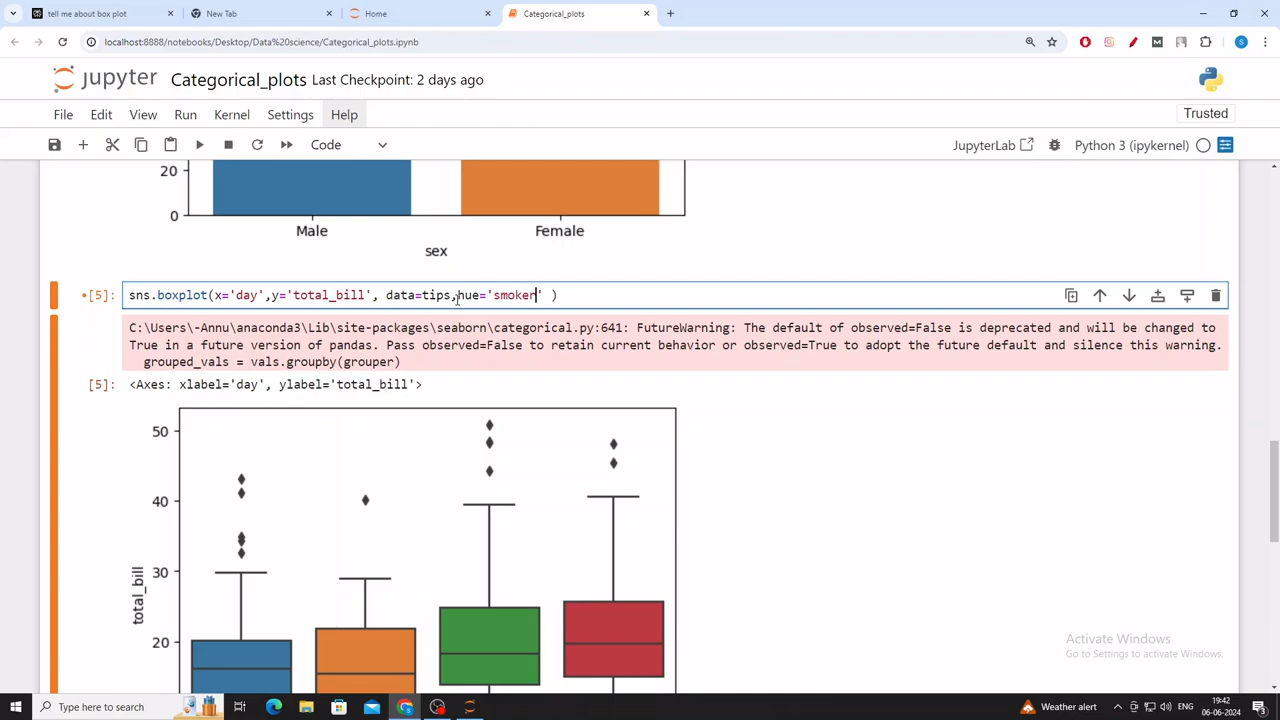 tell me about box plot
New Tab
Home
Categorical_plots
localhost:8888/notebooks/Desktop/Data%20science/Categorical_plots.ipynb
jupyter Categorical_plots Last Checkpoint: 2 days ago
File Edit View Run Kernel Settings Help
Trusted
Code
JupyterLab
Python 3 (ipykernel)
20
0
Male Female
sex
[5]: sns.boxplot(x='day',y='total_bill', data=tips,hue='smoker' )
C:\Users\-Annu\anaconda3\Lib\site-packages\seaborn\categorical.py:641: FutureWarning: The default of observed=False is deprecated and will be changed to
True in a future version of pandas. Pass observed=False to retain current behavior or observed=True to adopt the future default and silence this warning.
grouped_vals = vals.groupby(grouper)
[5]: <Axes: xlabel='day', ylabel='total_bill'>
50
40
30
20
total_bill
Activate Windows
Go to Settings to activate Windows.
Type here to search
Weather alert
ENG
19:42
06-06-2024